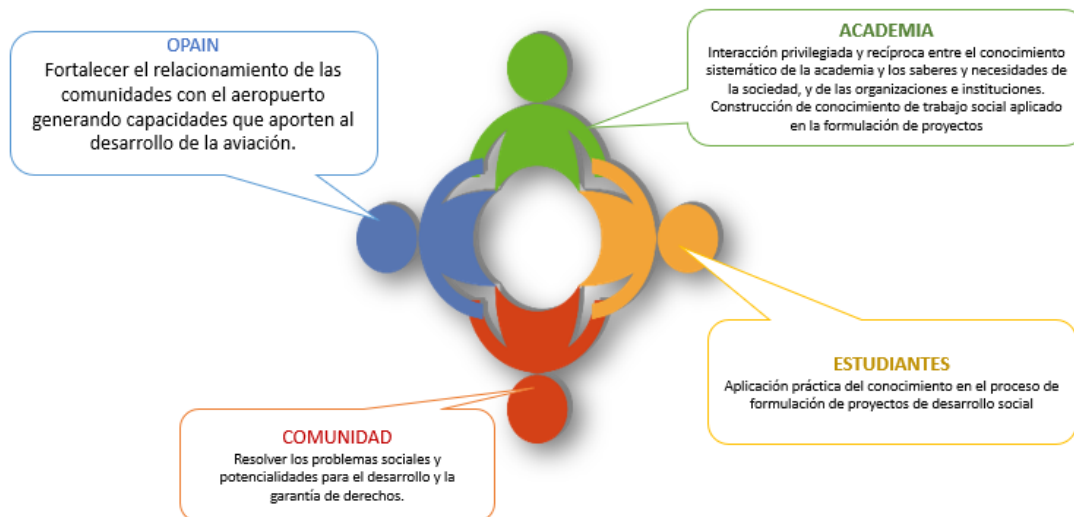 OPAIN
Fortalecer el relacionamiento de las
comunidades con el aeropuerto
generando capacidades que aporten al
desarrollo de la aviación.
ACADEMIA
Interacción privilegiada y recíproca entre el conocimiento
sistemático de la academia y los saberes y necesidades de
la sociedad, y de las organizaciones e instituciones.
Construcción de conocimiento de trabajo social aplicado
en la formulación de proyectos
ESTUDIANTES
Aplicación práctica del conocimiento en el proceso de
formulación de proyectos de desarrollo social
COMUNIDAD
Resolver los problemas sociales y
potencialidades para el desarrollo y la
garantía de derechos.